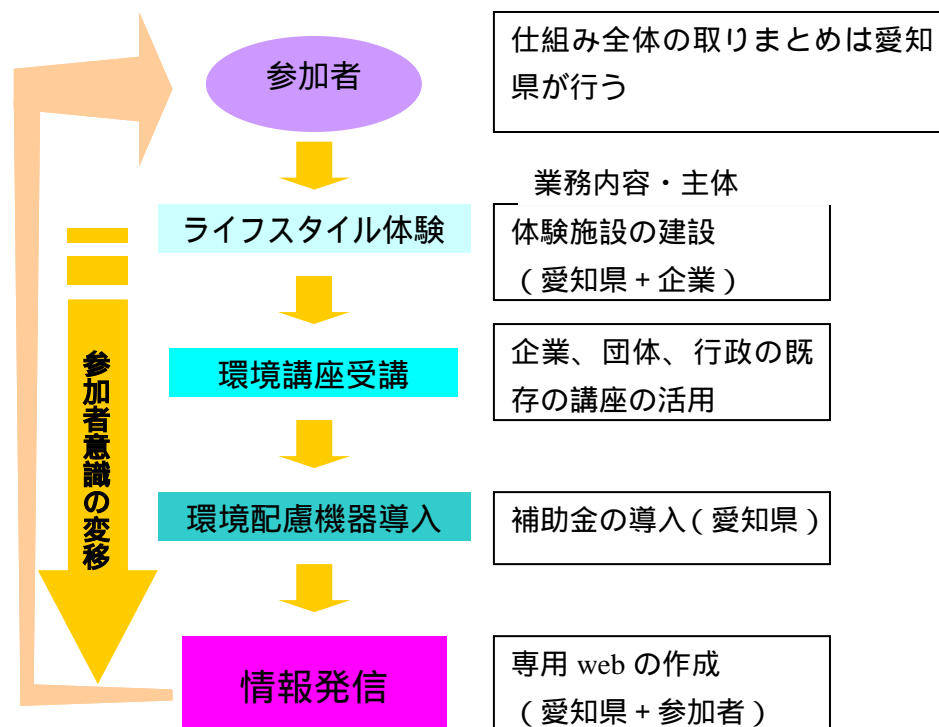 参加者
仕組み全体の取りまとめは愛知
県が行う
業務内容・主体
ライフスタイル体験
体験施設の建設
（愛知県＋企業）
環境講座受講
企業、団体、行政の既
存の講座の活用
参加者意識の変移
環境配慮機器導入
補助金の導入（愛知県）
情報発信
専用 web の作成
（愛知県＋参加者）